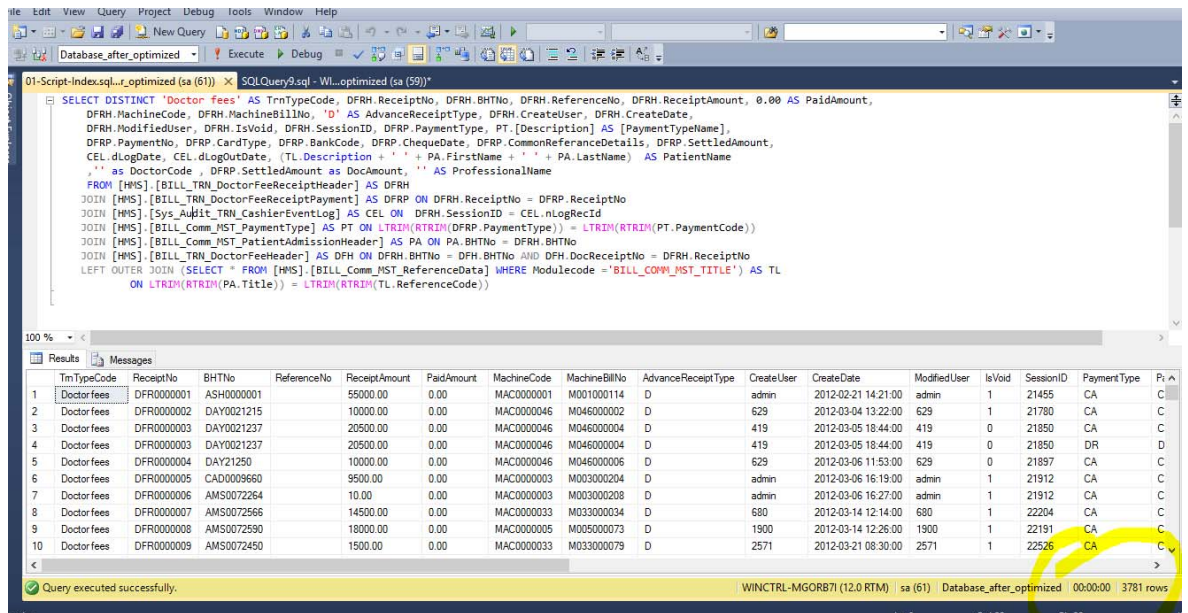 File Edit View Query Project Debug Tools Window Help
New Query
Database_after_optimized Execute Debug
01-Script-Index.sql...r_optimized (sa (61)) SQLQuery9.sql - WI...optimized (sa (59))*
SELECT DISTINCT 'Doctor fees' AS TrnTypeCode, DFRH.ReceiptNo, DFRH.BHTNo, DFRH.ReferenceNo, DFRH.ReceiptAmount, 0.00 AS PaidAmount,
DFRH.MachineCode, DFRH.MachineBillNo, 'D' AS AdvanceReceiptType, DFRH.CreateUser, DFRH.CreateDate,
DFRH.ModifiedUser, DFRH.IsVoid, DFRH.SessionID, DFRP.PaymentType, PT.[Description] AS [PaymentTypeName],
DFRP.PaymentNo, DFRP.CardType, DFRP.BankCode, DFRP.ChequeDate, DFRP.CommonReferanceDetails, DFRP.SettledAmount,
CEL.dLogDate, CEL.dLogOutDate, (TL.Description + ' ' + PA.FirstName + ' ' + PA.LastName) AS PatientName
,'' as DoctorCode , DFRP.SettledAmount as DocAmount, '' AS ProfessionalName
FROM [HMS].[BILL_TRN_DoctorFeeReceiptHeader] AS DFRH
JOIN [HMS].[BILL_TRN_DoctorFeeReceiptPayment] AS DFRP ON DFRH.ReceiptNo = DFRP.ReceiptNo
JOIN [HMS].[Sys_Audit_TRN_CashierEventLog] AS CEL ON DFRH.SessionID = CEL.nLogRecId
JOIN [HMS].[BILL_Comm_MST_PaymentType] AS PT ON LTRIM(RTRIM(DFRP.PaymentType)) = LTRIM(RTRIM(PT.PaymentCode))
JOIN [HMS].[BILL_Comm_MST_PatientAdmissionHeader] AS PA ON PA.BHTNo = DFRH.BHTNo
JOIN [HMS].[BILL_TRN_DoctorFeeHeader] AS DFH ON DFRH.BHTNo = DFH.BHTNo AND DFH.DocReceiptNo = DFRH.ReceiptNo
LEFT OUTER JOIN (SELECT * FROM [HMS].[BILL_Comm_MST_ReferenceData] WHERE Modulecode ='BILL_COMM_MST_TITLE') AS TL
ON LTRIM(RTRIM(PA.Title)) = LTRIM(RTRIM(TL.ReferenceCode))
100 %
Results Messages
TrnTypeCode ReceiptNo BHTNo ReferenceNo ReceiptAmount PaidAmount MachineCode MachineBillNo AdvanceReceiptType CreateUser CreateDate ModifiedUser IsVoid SessionID PaymentType
1 Doctor fees DFR0000001 ASH0000001 55000.00 0.00 MAC0000001 M001000114 D admin 2012-02-21 14:21:00 admin 1 21455 CA C
2 Doctor fees DFR0000002 DAY0021215 10000.00 0.00 MAC0000046 M046000002 D 629 2012-03-04 13:22:00 629 1 21780 CA C
3 Doctor fees DFR0000003 DAY0021237 20500.00 0.00 MAC0000046 M046000004 D 419 2012-03-05 18:44:00 419 0 21850 CA C
4 Doctor fees DFR0000003 DAY0021237 20500.00 0.00 MAC0000046 M046000004 D 419 2012-03-05 18:44:00 419 0 21850 DR D
5 Doctor fees DFR0000004 DAY21250 10000.00 0.00 MAC0000046 M046000006 D 629 2012-03-06 11:53:00 629 0 21897 CA C
6 Doctor fees DFR0000005 CAD0009660 9500.00 0.00 MAC0000003 M003000204 D admin 2012-03-06 16:19:00 admin 1 21912 CA C
7 Doctor fees DFR0000006 AMS0072264 10.00 0.00 MAC0000003 M003000208 D admin 2012-03-06 16:27:00 admin 1 21912 CA C
8 Doctor fees DFR0000007 AMS0072566 14500.00 0.00 MAC0000033 M033000034 D 680 2012-03-14 12:14:00 680 1 22204 CA C
9 Doctor fees DFR0000008 AMS0072590 18000.00 0.00 MAC0000005 M005000073 D 1900 2012-03-14 12:26:00 1900 1 22191 CA C
10 Doctor fees DFR0000009 AMS0072450 1500.00 0.00 MAC0000033 M033000079 D 2571 2012-03-21 08:30:00 2571 1 22526 CA C
Query executed successfully. WINCTRL-MGORB7I (12.0 RTM) sa (61) Database_after_optimized 00:00:00 3781 rows